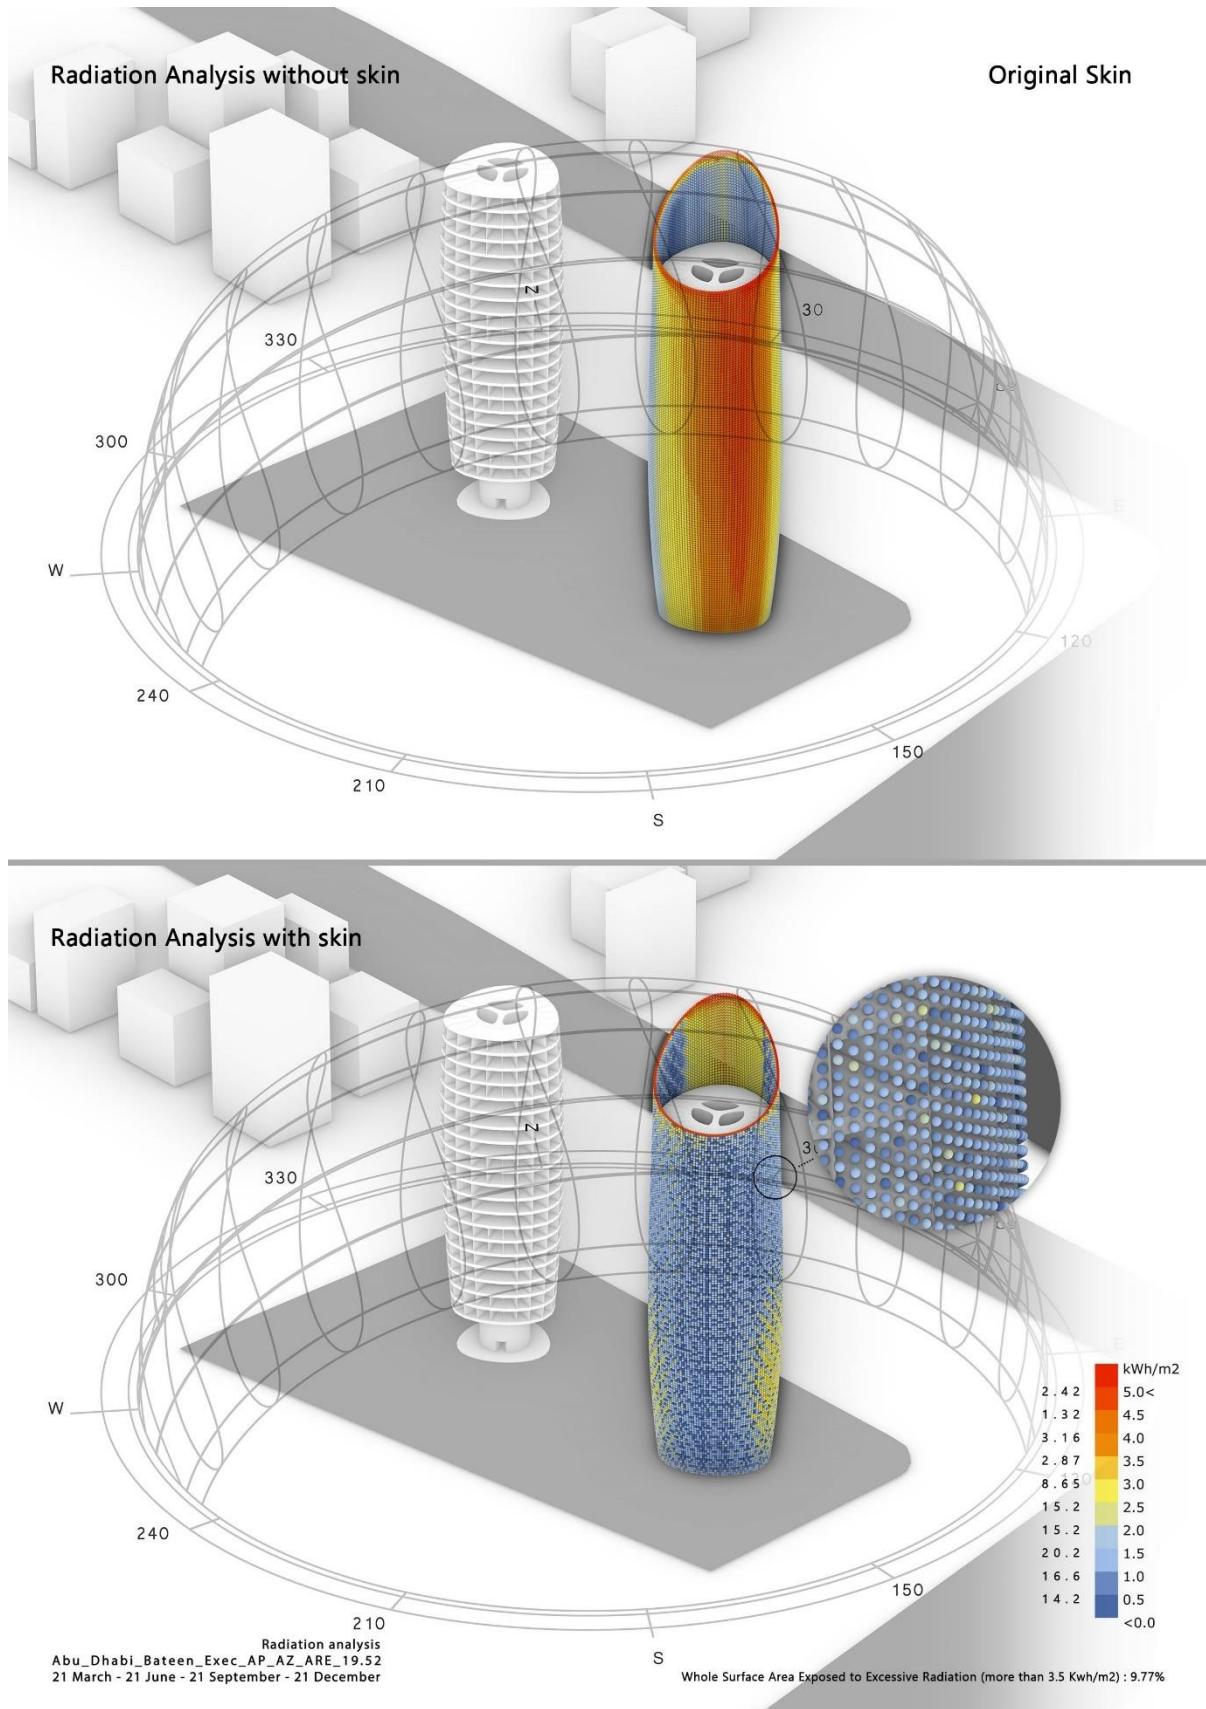 Radiation Analysis without skin
Original Skin
N
30
330
300
E
W
120
240
150
210
S
Radiation Analysis with skin
N
30
330
300
E
W
240
150
210
S
kWh/m2
2.42 5.0<
1.32 4.5
3.16 4.0
2.87 3.5
8.65 3.0
15.2 2.5
15.2 2.0
20.2 1.5
16.6 1.0
14.2 0.5
<0.0
120
Radiation analysis
Abu_Dhabi_Bateen_Exec_AP_AZ_ARE_19.52
21 March - 21 June - 21 September - 21 December
Whole Surface Area Exposed to Excessive Radiation (more than 3.5 Kwh/m2) : 9.77%